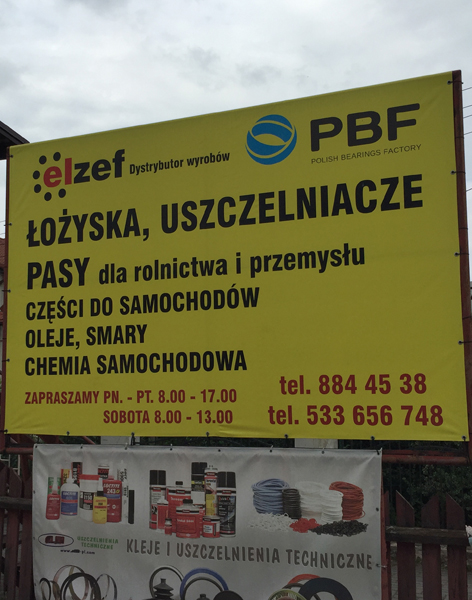 elzef Dystrybutor wyrobów PBF
POLISH BEARINGS FACTORY
ŁOŻYSKA, USZCZELNIACZE
PASY dla rolnictwa i przemysłu
CZĘŚCI DO SAMOCHODÓW
OLEJE, SMARY
CHEMIA SAMOCHODOWA
ZAPRASZAMY PN. - PT. 8.00 - 17.00
SOBOTA 8.00 - 13.00
tel. 884 45 38
tel. 533 656 748
USZCZELNIENIA
TECHNICZNE
KLEJE I USZCZELNIENIA TECHNICZNE